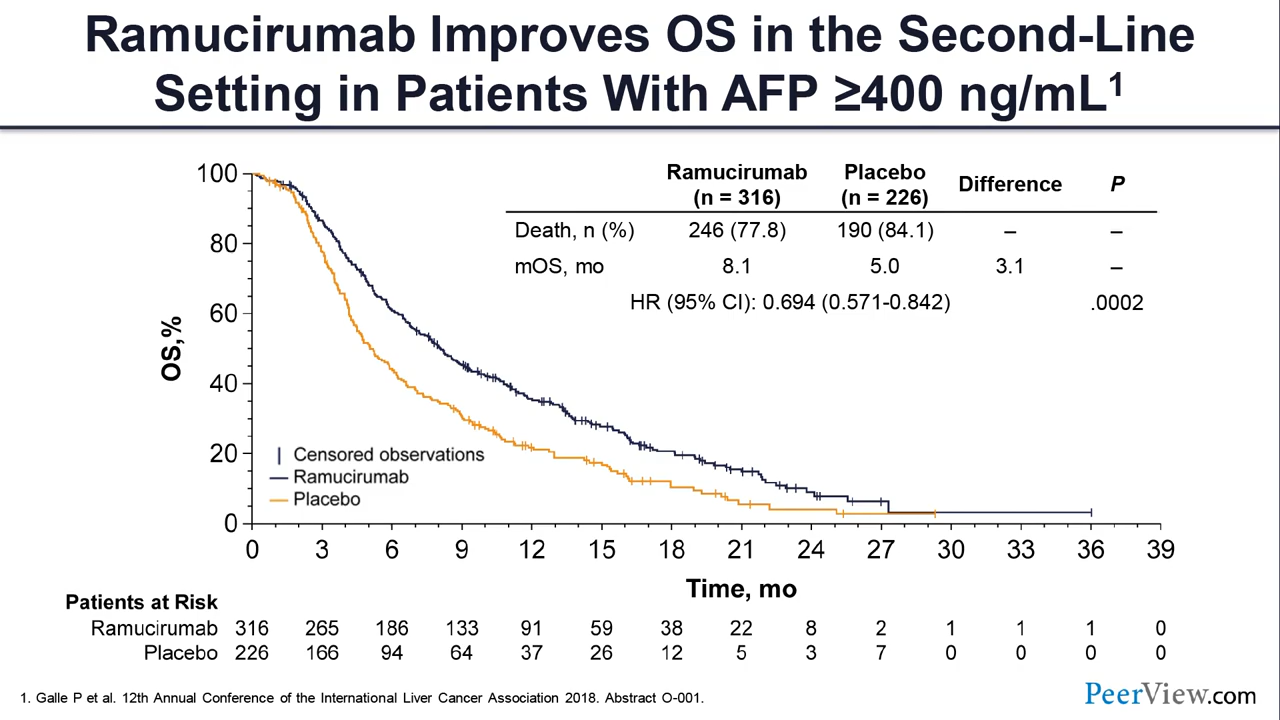 Ramucirumab Improves OS in the Second-Line
Setting in Patients With AFP ≥400 ng/mL1
Ramucirumab (n = 316) Placebo (n = 226) Difference P
Death, n (%) 246 (77.8) 190 (84.1) – –
mOS, mo 8.1 5.0 3.1 –
HR (95% CI): 0.694 (0.571-0.842) .0002
OS, %
100
80
60
40
20
0
Censored observations
Ramucirumab
Placebo
0 3 6 9 12 15 18 21 24 27 30 33 36 39
Time, mo
Patients at Risk
Ramucirumab 316 265 186 133 91 59 38 22 8 2 1 1 1 0
Placebo 226 166 94 64 37 26 12 5 3 7 0 0 0 0
1. Galle P et al. 12th Annual Conference of the International Liver Cancer Association 2018. Abstract O-001.
PeerView.com